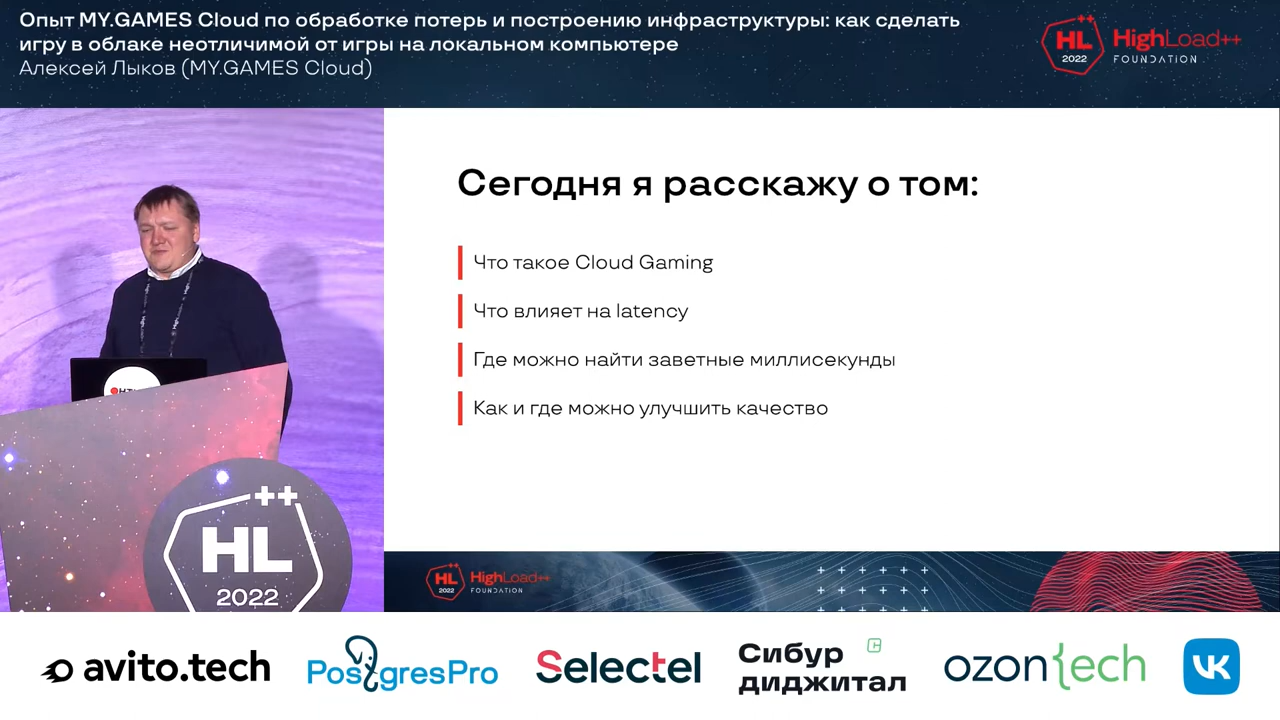 Опыт MY.GAMES Cloud по обработке потерь и построению инфраструктуры: как сделать
игру в облаке неотличимой от игры на локальном компьютере
Алексей Лыков (MY.GAMES Cloud)
HL
2022
HighLoad++
FOUNDATION
Сегодня я расскажу о том:
Что такое Cloud Gaming
Что влияет на latency
Где можно найти заветные миллисекунды
Как и где можно улучшить качество
++
HL
2022
HL
2022
HighLoad++
FOUNDATION
avito.tech
PostgresPro
Selectel
Сибур
диджитал
ozon{ech
VK